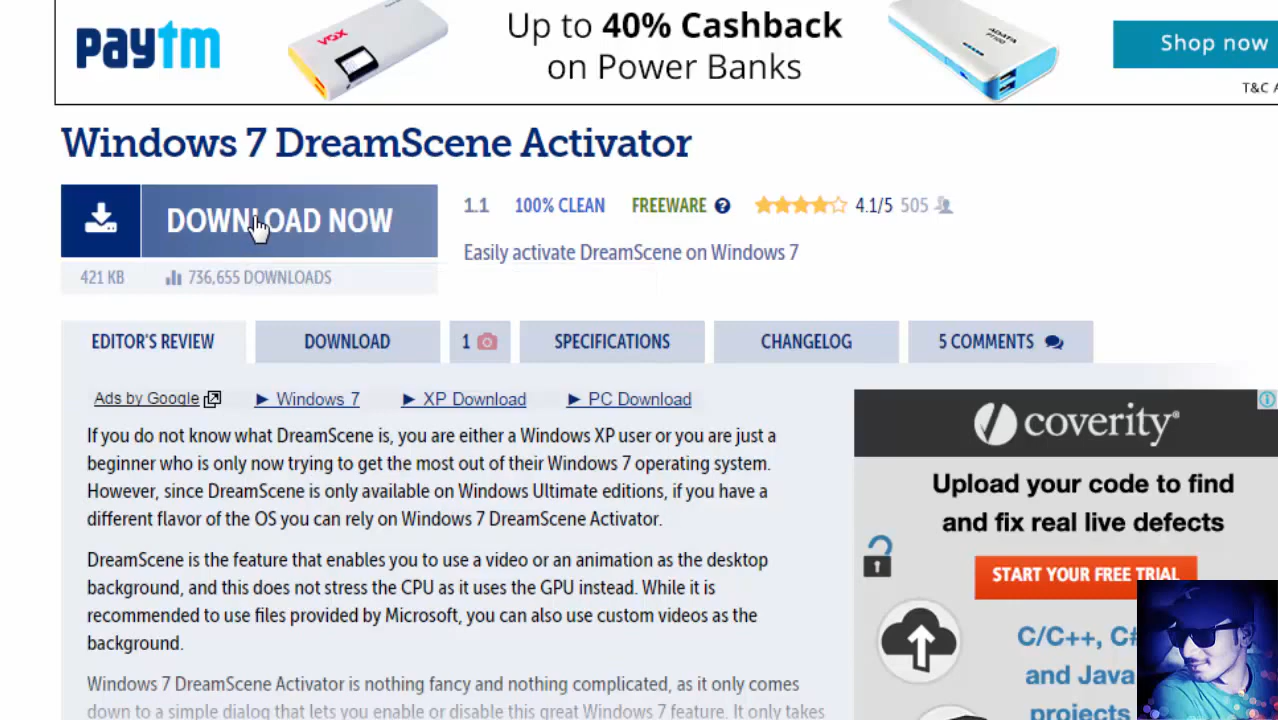 paytm
VOX
Up to 40% Cashback
on Power Banks
ADATA
PT100
Shop now
T&C A
Windows 7 DreamScene Activator
DOWNLOAD NOW
1.1 100% CLEAN FREEWARE ? 4.1/5 505
Easily activate DreamScene on Windows 7
421 KB 736,655 DOWNLOADS
EDITOR'S REVIEW DOWNLOAD 1 SPECIFICATIONS CHANGELOG 5 COMMENTS
Ads by Google ► Windows 7 ► XP Download ► PC Download
If you do not know what DreamScene is, you are either a Windows XP user or you are just a
beginner who is only now trying to get the most out of their Windows 7 operating system.
However, since DreamScene is only available on Windows Ultimate editions, if you have a
different flavor of the OS you can rely on Windows 7 DreamScene Activator.
DreamScene is the feature that enables you to use a video or an animation as the desktop
background, and this does not stress the CPU as it uses the GPU instead. While it is
recommended to use files provided by Microsoft, you can also use custom videos as the
background.
Windows 7 DreamScene Activator is nothing fancy and nothing complicated, as it only comes
down to a simple dialog that lets you enable or disable this great Windows 7 feature. It only takes
coverity®
Upload your code to find
and fix real live defects
START YOUR FREE TRIAL
C/C++, C#
and Java
projects